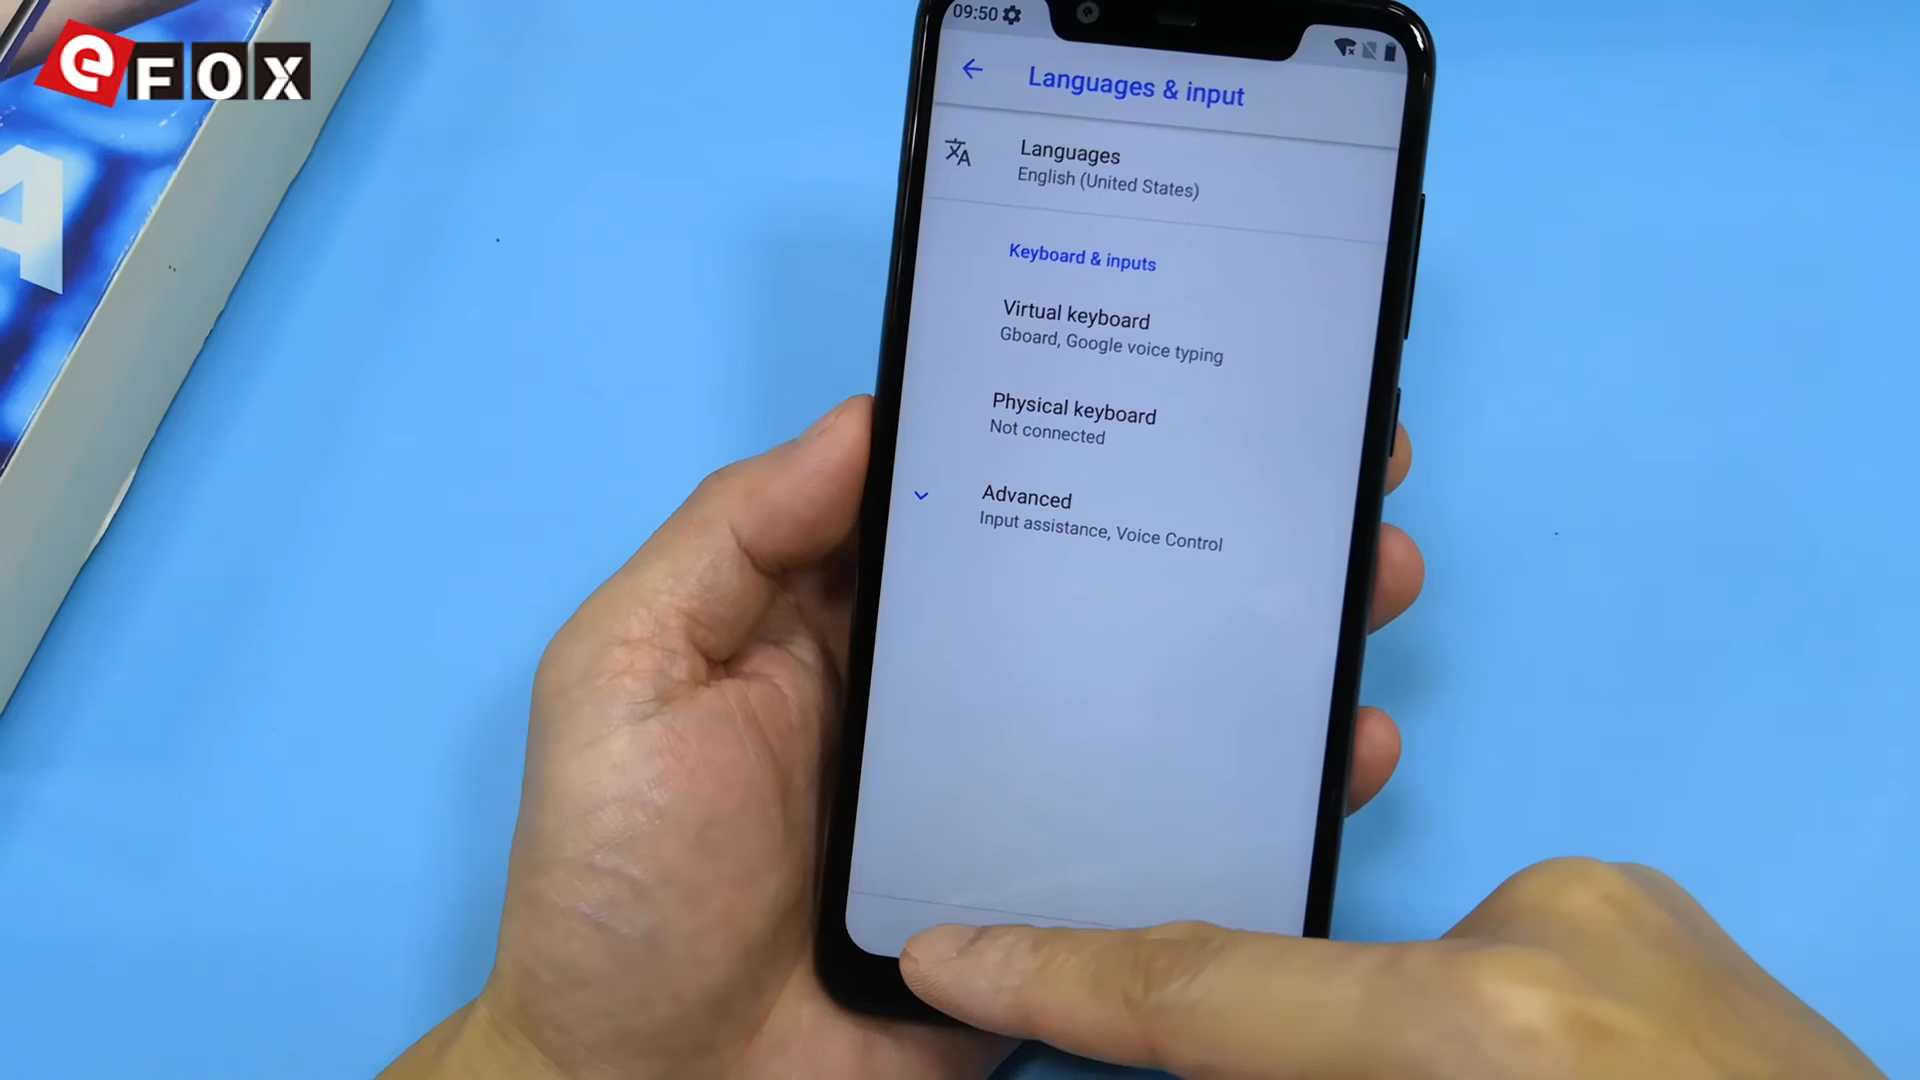 eFOX
A
09:50
Languages & input
Languages
English (United States)
Keyboard & inputs
Virtual keyboard
Gboard, Google voice typing
Physical keyboard
Not connected
Advanced
Input assistance, Voice Control